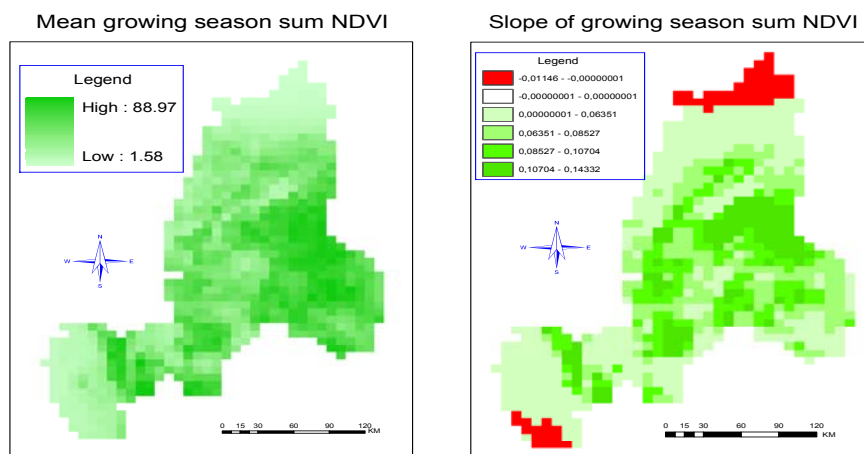 Mean growing season sum NDVI
Legend
High : 88.97
Low : 1.58
N
W E
S
0 15 30 60 90 120
KM
Slope of growing season sum NDVI
Legend
-0,01146 - -0,00000001
-0,00000001 - 0,00000001
0,00000001 - 0,06351
0,06351 - 0,08527
0,08527 - 0,10704
0,10704 - 0,14332
N
W E
S
0 15 30 60 90 120
KM